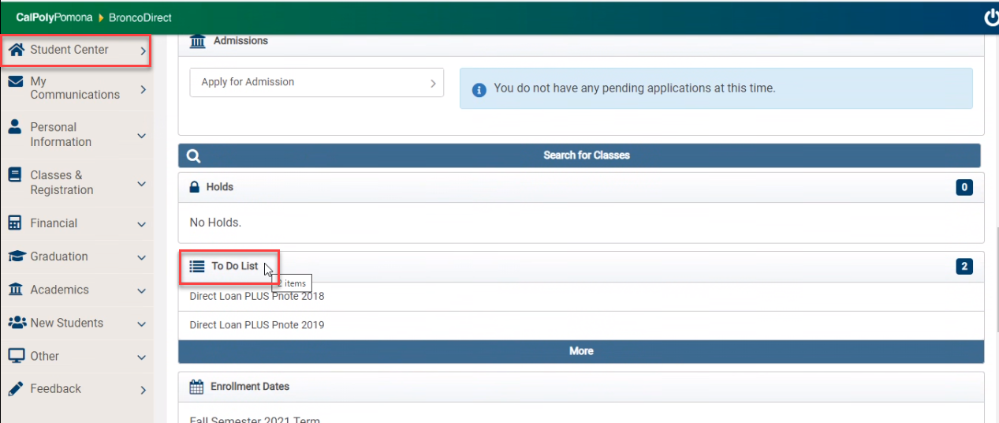 CalPolyPomona BroncoDirect
Student Center
My
Communications
Personal
Information
Classes &
Registration
Financial
Graduation
Academics
New Students
Other
Feedback
Admissions
Apply for Admission
You do not have any pending applications at this time.
Search for Classes
Holds
0
No Holds.
To Do List
2
2 items
Direct Loan PLUS Pnote 2018
Direct Loan PLUS Pnote 2019
More
Enrollment Dates
Fall Semester 2021 Term